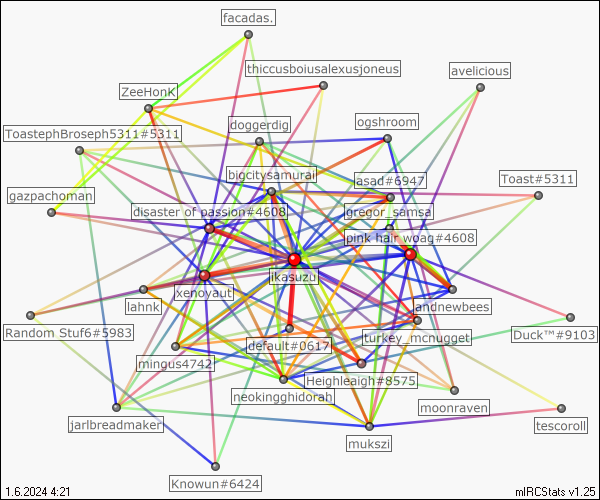 facadas.
thiccusboiusalexusjoneus
avelicious
ZeeHonK
doggerdig
ogshroom
ToastephBroseph5311#5311
bigcitysamurai
asad#6947
Toast#5311
gazpachoman
disaster of passion#4608
gregor_samsa
pink hair woag#4608
ikasuzu
xenoyaut
lahnk
andnewbees
Random Stuf6#5983
default#0617
turkey_mcnugget
Duck™#9103
mingus4742
Heighleaigh#8575
neokingghidorah
moonraven
jarlbreadmaker
mukszi
tescoroll
Knowun#6424
1.6.2024 4:21
mIRCStats v1.25